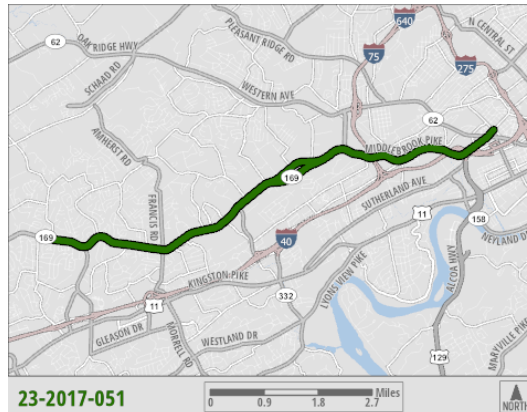 640
N CENTRAL ST
PLEASANT RIDGE RD
62
OAK RIDGE HWY
75
275
SCHAAD RD
WESTERN AVE
62
AMHERST RD
MIDDLEBROOK PIKE
169
SUTHERLAND AVE
FRANCIS RD
11
158
169
40
NEYLAND DR
KINGSTON PIKE
LYONS VIEW PIKE
ALCOA HWY
11
332
GLEASON DR
MORRELL RD
WESTLAND DR
129
MARYVILLE PIKE
23-2017-051
Miles
0 0.9 1.8 2.7
NORTH